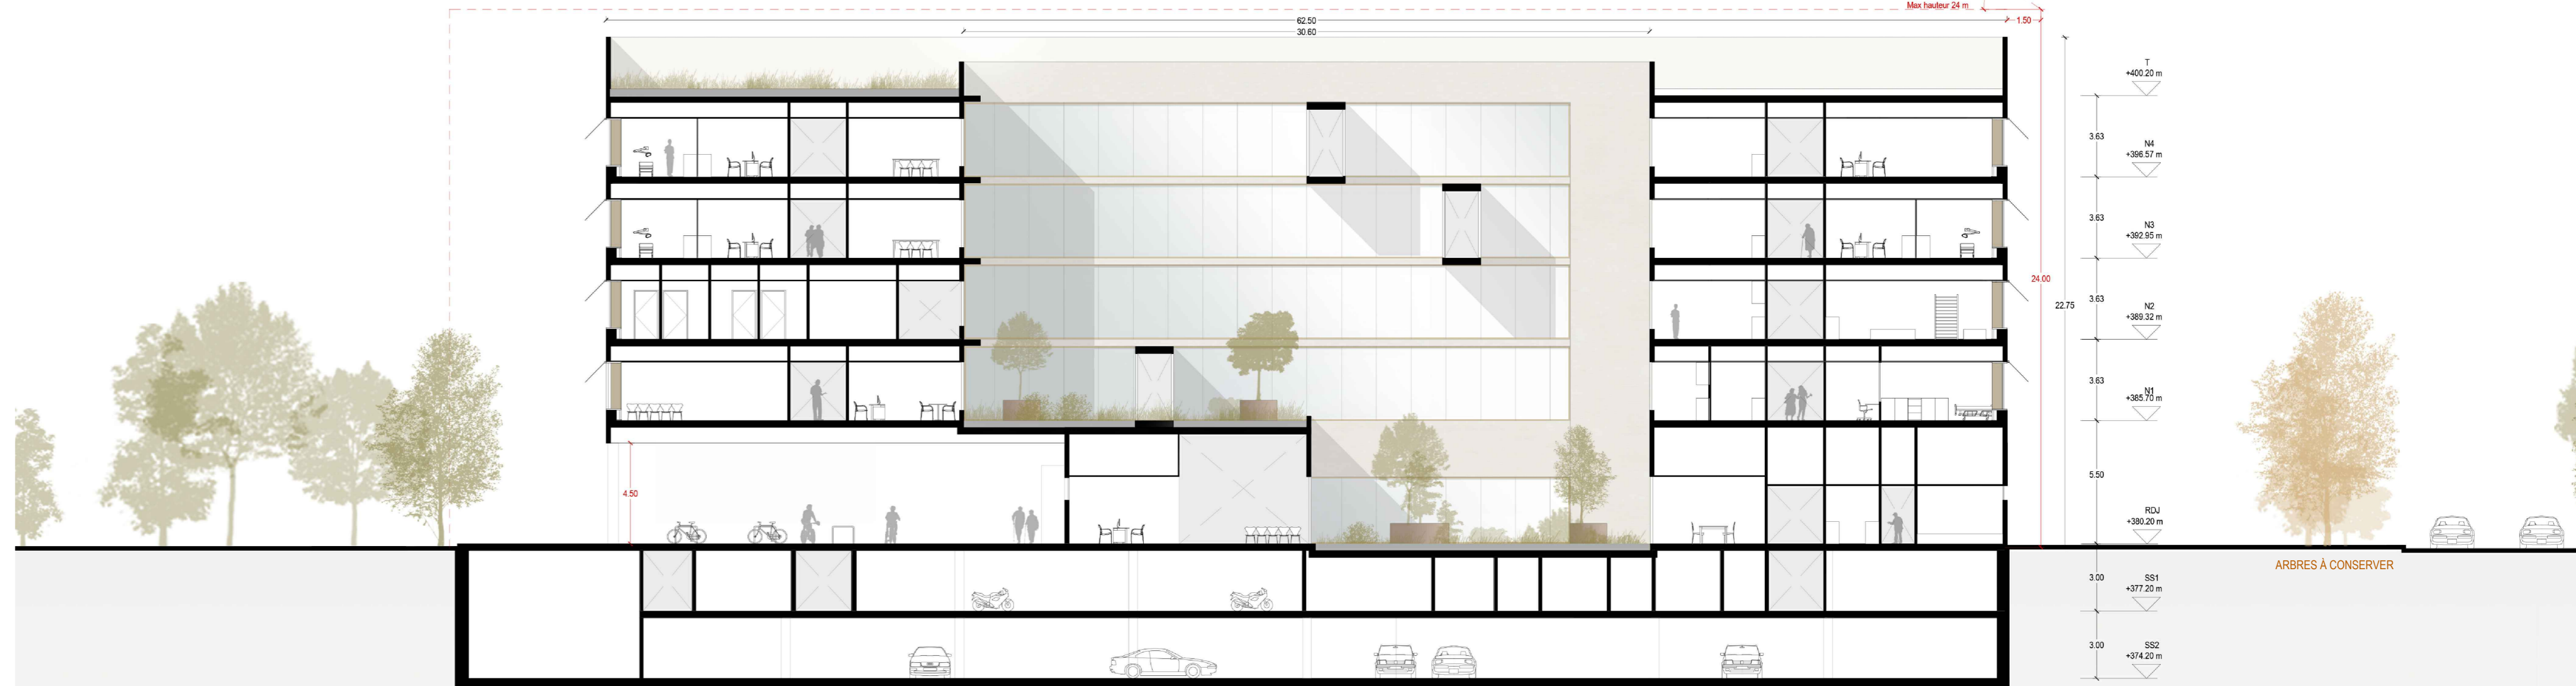 Max hauteur 24 m
62.50
1.50
30.60
T
+400.20 m
3.63
N4
+396.57 m
3.63
N3
+392.95 m
24.00
3.63
N2
+389.32 m
22.75
3.63
N1
+385.70 m
5.50
4.50
RDJ
+380.20 m
ARBRES À CONSERVER
3.00
SS1
+377.20 m
3.00
SS2
+374.20 m